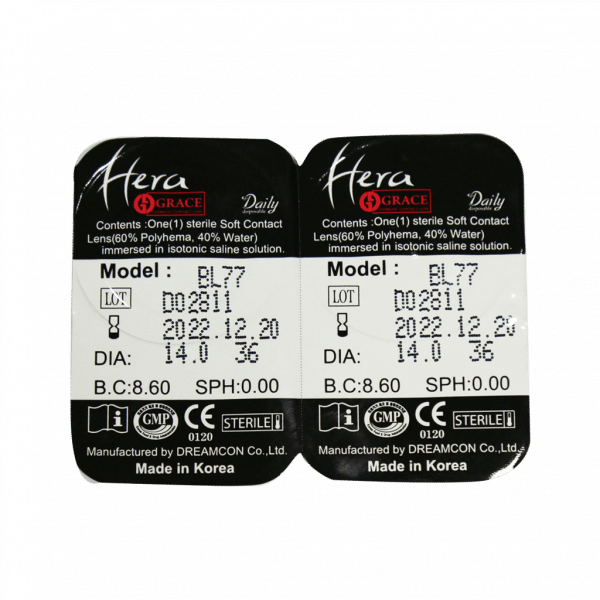 Hera
GRACE
Daily
disposable
Contents :One(1) sterile Soft Contact
Lens(60% Polyhema, 40% Water)
immersed in isotonic saline solution.
Model : BL77
LOT D02811
2022.12.20
DIA: 14.0 36
B.C:8.60 SPH:0.00
i GMP CE 0120 STERILE
Manufactured by DREAMCON Co.,Ltd.
Made in Korea
Hera
GRACE
Daily
disposable
Contents :One(1) sterile Soft Contact
Lens(60% Polyhema, 40% Water)
immersed in isotonic saline solution.
Model : BL77
LOT D02811
2022.12.20
DIA: 14.0 36
B.C:8.60 SPH:0.00
i GMP CE 0120 STERILE
Manufactured by DREAMCON Co.,Ltd.
Made in Korea